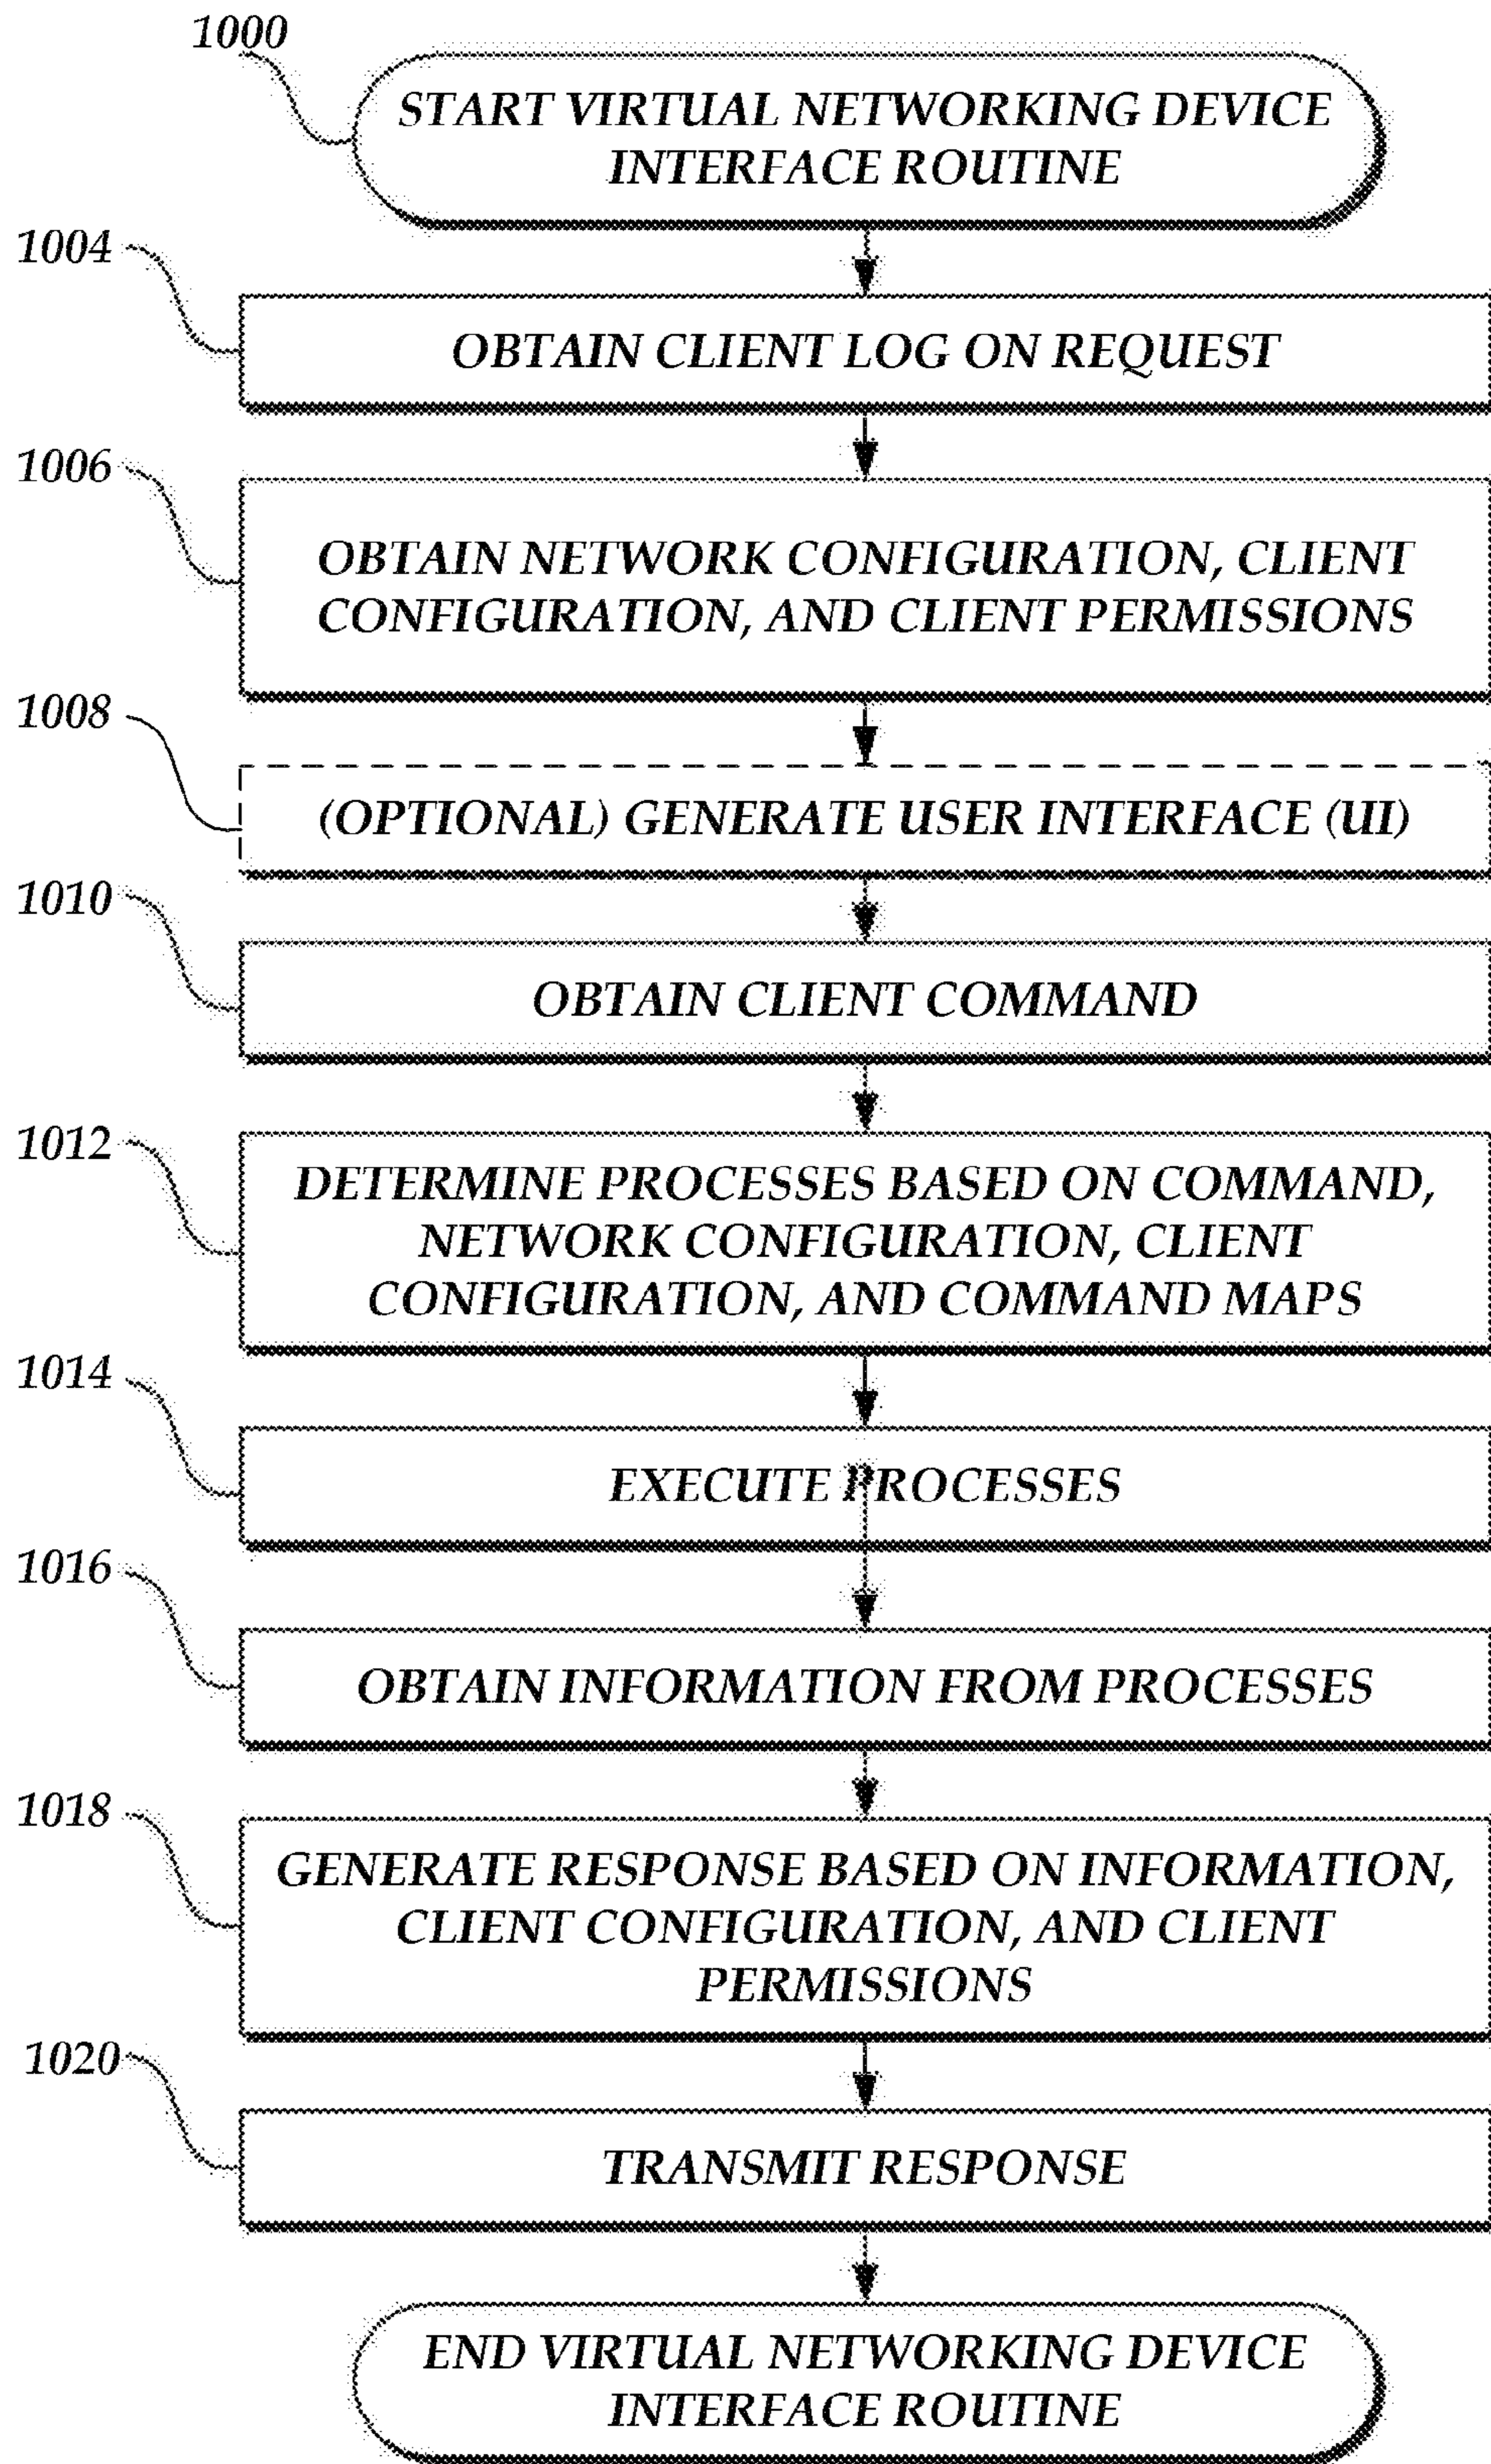 1000
START VIRTUAL NETWORKING DEVICE
INTERFACE ROUTINE
1004
OBTAIN CLIENT LOG ON REQUEST
1006
OBTAIN NETWORK CONFIGURATION, CLIENT
CONFIGURATION, AND CLIENT PERMISSIONS
1008
(OPTIONAL) GENERATE USER INTERFACE (UI)
1010
OBTAIN CLIENT COMMAND
1012
DETERMINE PROCESSES BASED ON COMMAND,
NETWORK CONFIGURATION, CLIENT
CONFIGURATION, AND COMMAND MAPS
1014
EXECUTE PROCESSES
1016
OBTAIN INFORMATION FROM PROCESSES
1018
GENERATE RESPONSE BASED ON INFORMATION,
CLIENT CONFIGURATION, AND CLIENT
PERMISSIONS
1020
TRANSMIT RESPONSE
END VIRTUAL NETWORKING DEVICE
INTERFACE ROUTINE